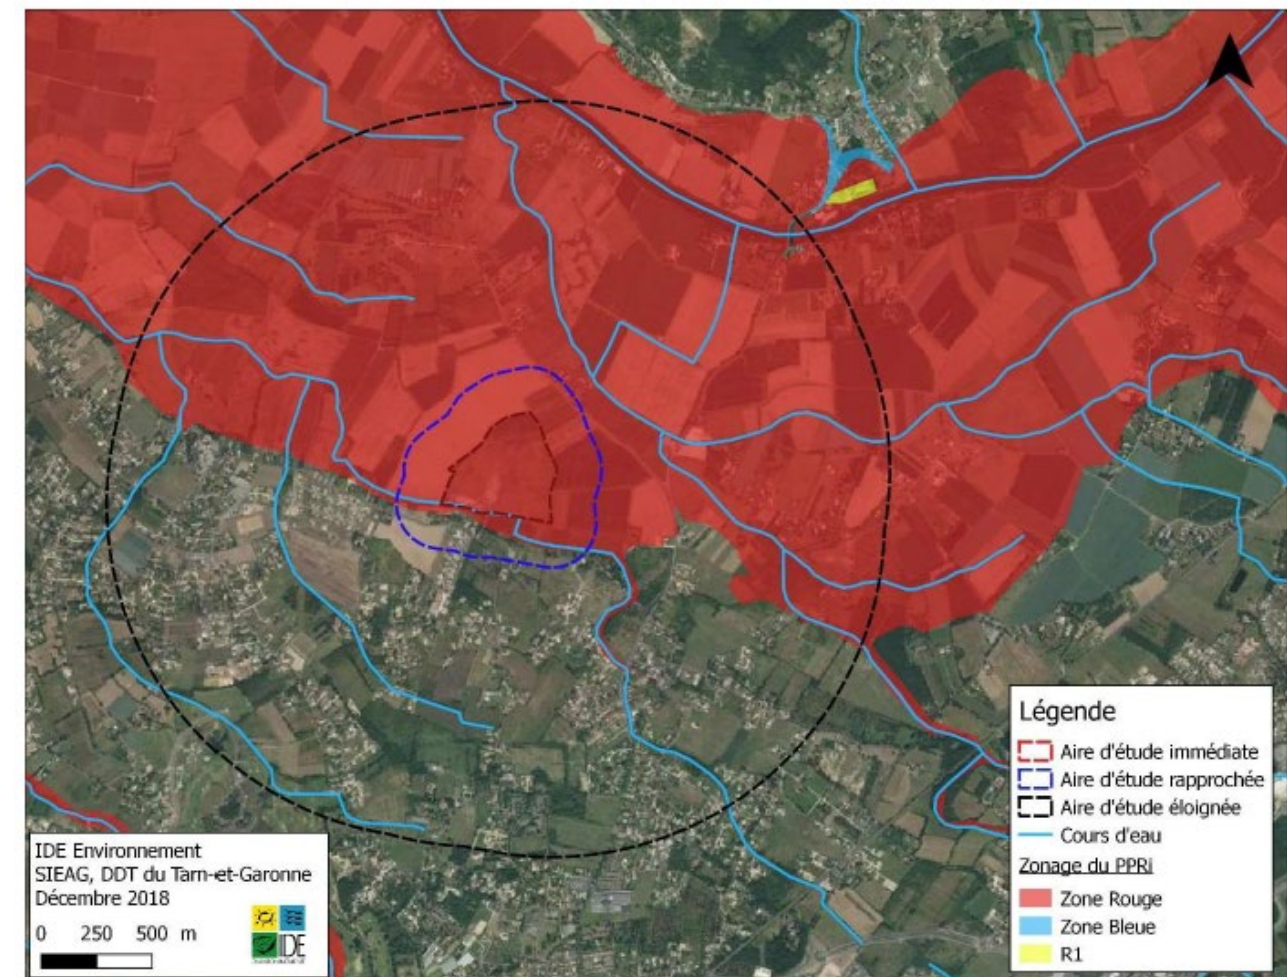 Légende
Aire d'étude immédiate
Aire d'étude rapprochée
Aire d'étude éloignée
Cours d'eau
Zonage du PPRi
Zone Rouge
Zone Bleue
R1
IDE Environnement
SIEAG, DDT du Tarn-et-Garonne
Décembre 2018
0 250 500 m
IDE